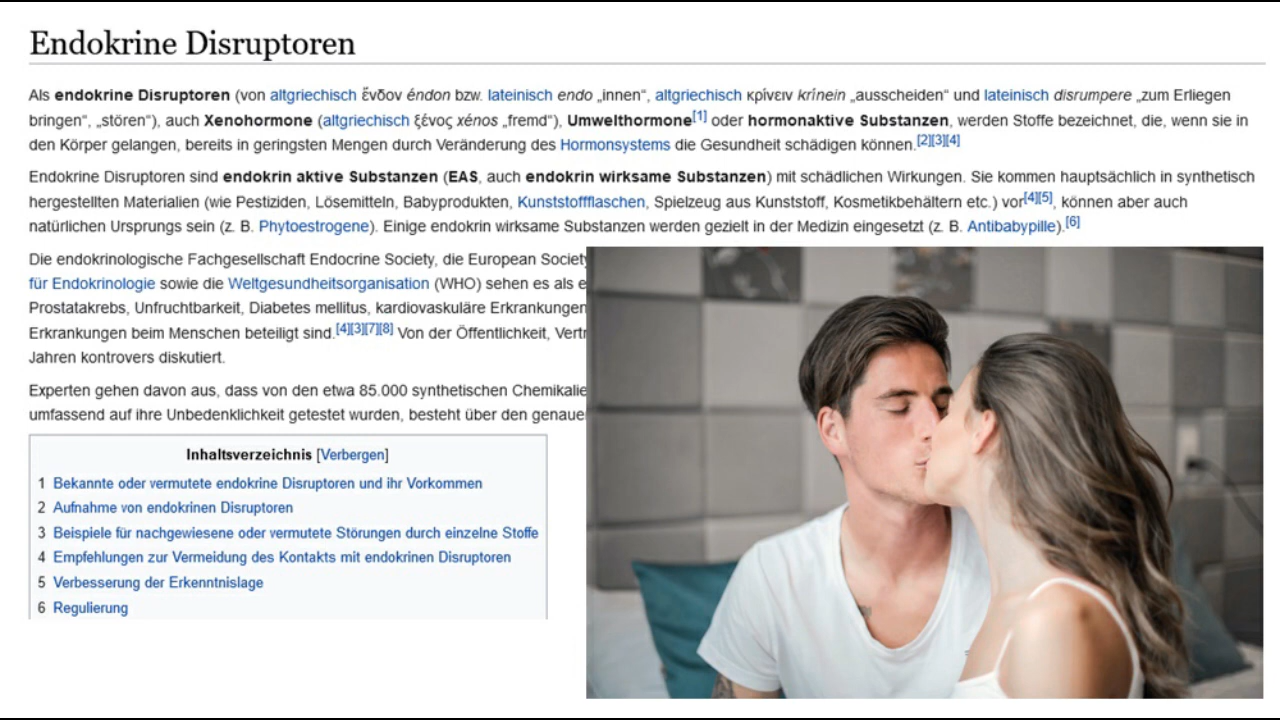 Endokrine Disruptoren
Als endokrine Disruptoren (von altgriechisch ἔνδον éndon bzw. lateinisch endo „innen“, altgriechisch κρίνειν krínein „ausscheiden“ und lateinisch disrumpere „zum Erliegen
bringen“, „stören“), auch Xenohormone (altgriechisch ξένος xénos „fremd“), Umwelthormone[1] oder hormonaktive Substanzen, werden Stoffe bezeichnet, die, wenn sie in
den Körper gelangen, bereits in geringsten Mengen durch Veränderung des Hormonsystems die Gesundheit schädigen können.[2][3][4]
Endokrine Disruptoren sind endokrin aktive Substanzen (EAS, auch endokrin wirksame Substanzen) mit schädlichen Wirkungen. Sie kommen hauptsächlich in synthetisch
hergestellten Materialien (wie Pestiziden, Lösemitteln, Babyprodukten, Kunststoffflaschen, Spielzeug aus Kunststoff, Kosmetikbehältern etc.) vor[4][5], können aber auch
natürlichen Ursprungs sein (z. B. Phytoestrogene). Einige endokrin wirksame Substanzen werden gezielt in der Medizin eingesetzt (z. B. Antibabypille).[6]
Die endokrinologische Fachgesellschaft Endocrine Society, die European Society
für Endokrinologie sowie die Weltgesundheitsorganisation (WHO) sehen es als e
Prostatakrebs, Unfruchtbarkeit, Diabetes mellitus, kardiovaskuläre Erkrankungen
Erkrankungen beim Menschen beteiligt sind.[4][3][7][8] Von der Öffentlichkeit, Vertr
Jahren kontrovers diskutiert.
Experten gehen davon aus, dass von den etwa 85.000 synthetischen Chemikalie
umfassend auf ihre Unbedenklichkeit getestet wurden, besteht über den genaue
Inhaltsverzeichnis [Verbergen]
1 Bekannte oder vermutete endokrine Disruptoren und ihr Vorkommen
2 Aufnahme von endokrinen Disruptoren
3 Beispiele für nachgewiesene oder vermutete Störungen durch einzelne Stoffe
4 Empfehlungen zur Vermeidung des Kontakts mit endokrinen Disruptoren
5 Verbesserung der Erkenntnislage
6 Regulierung